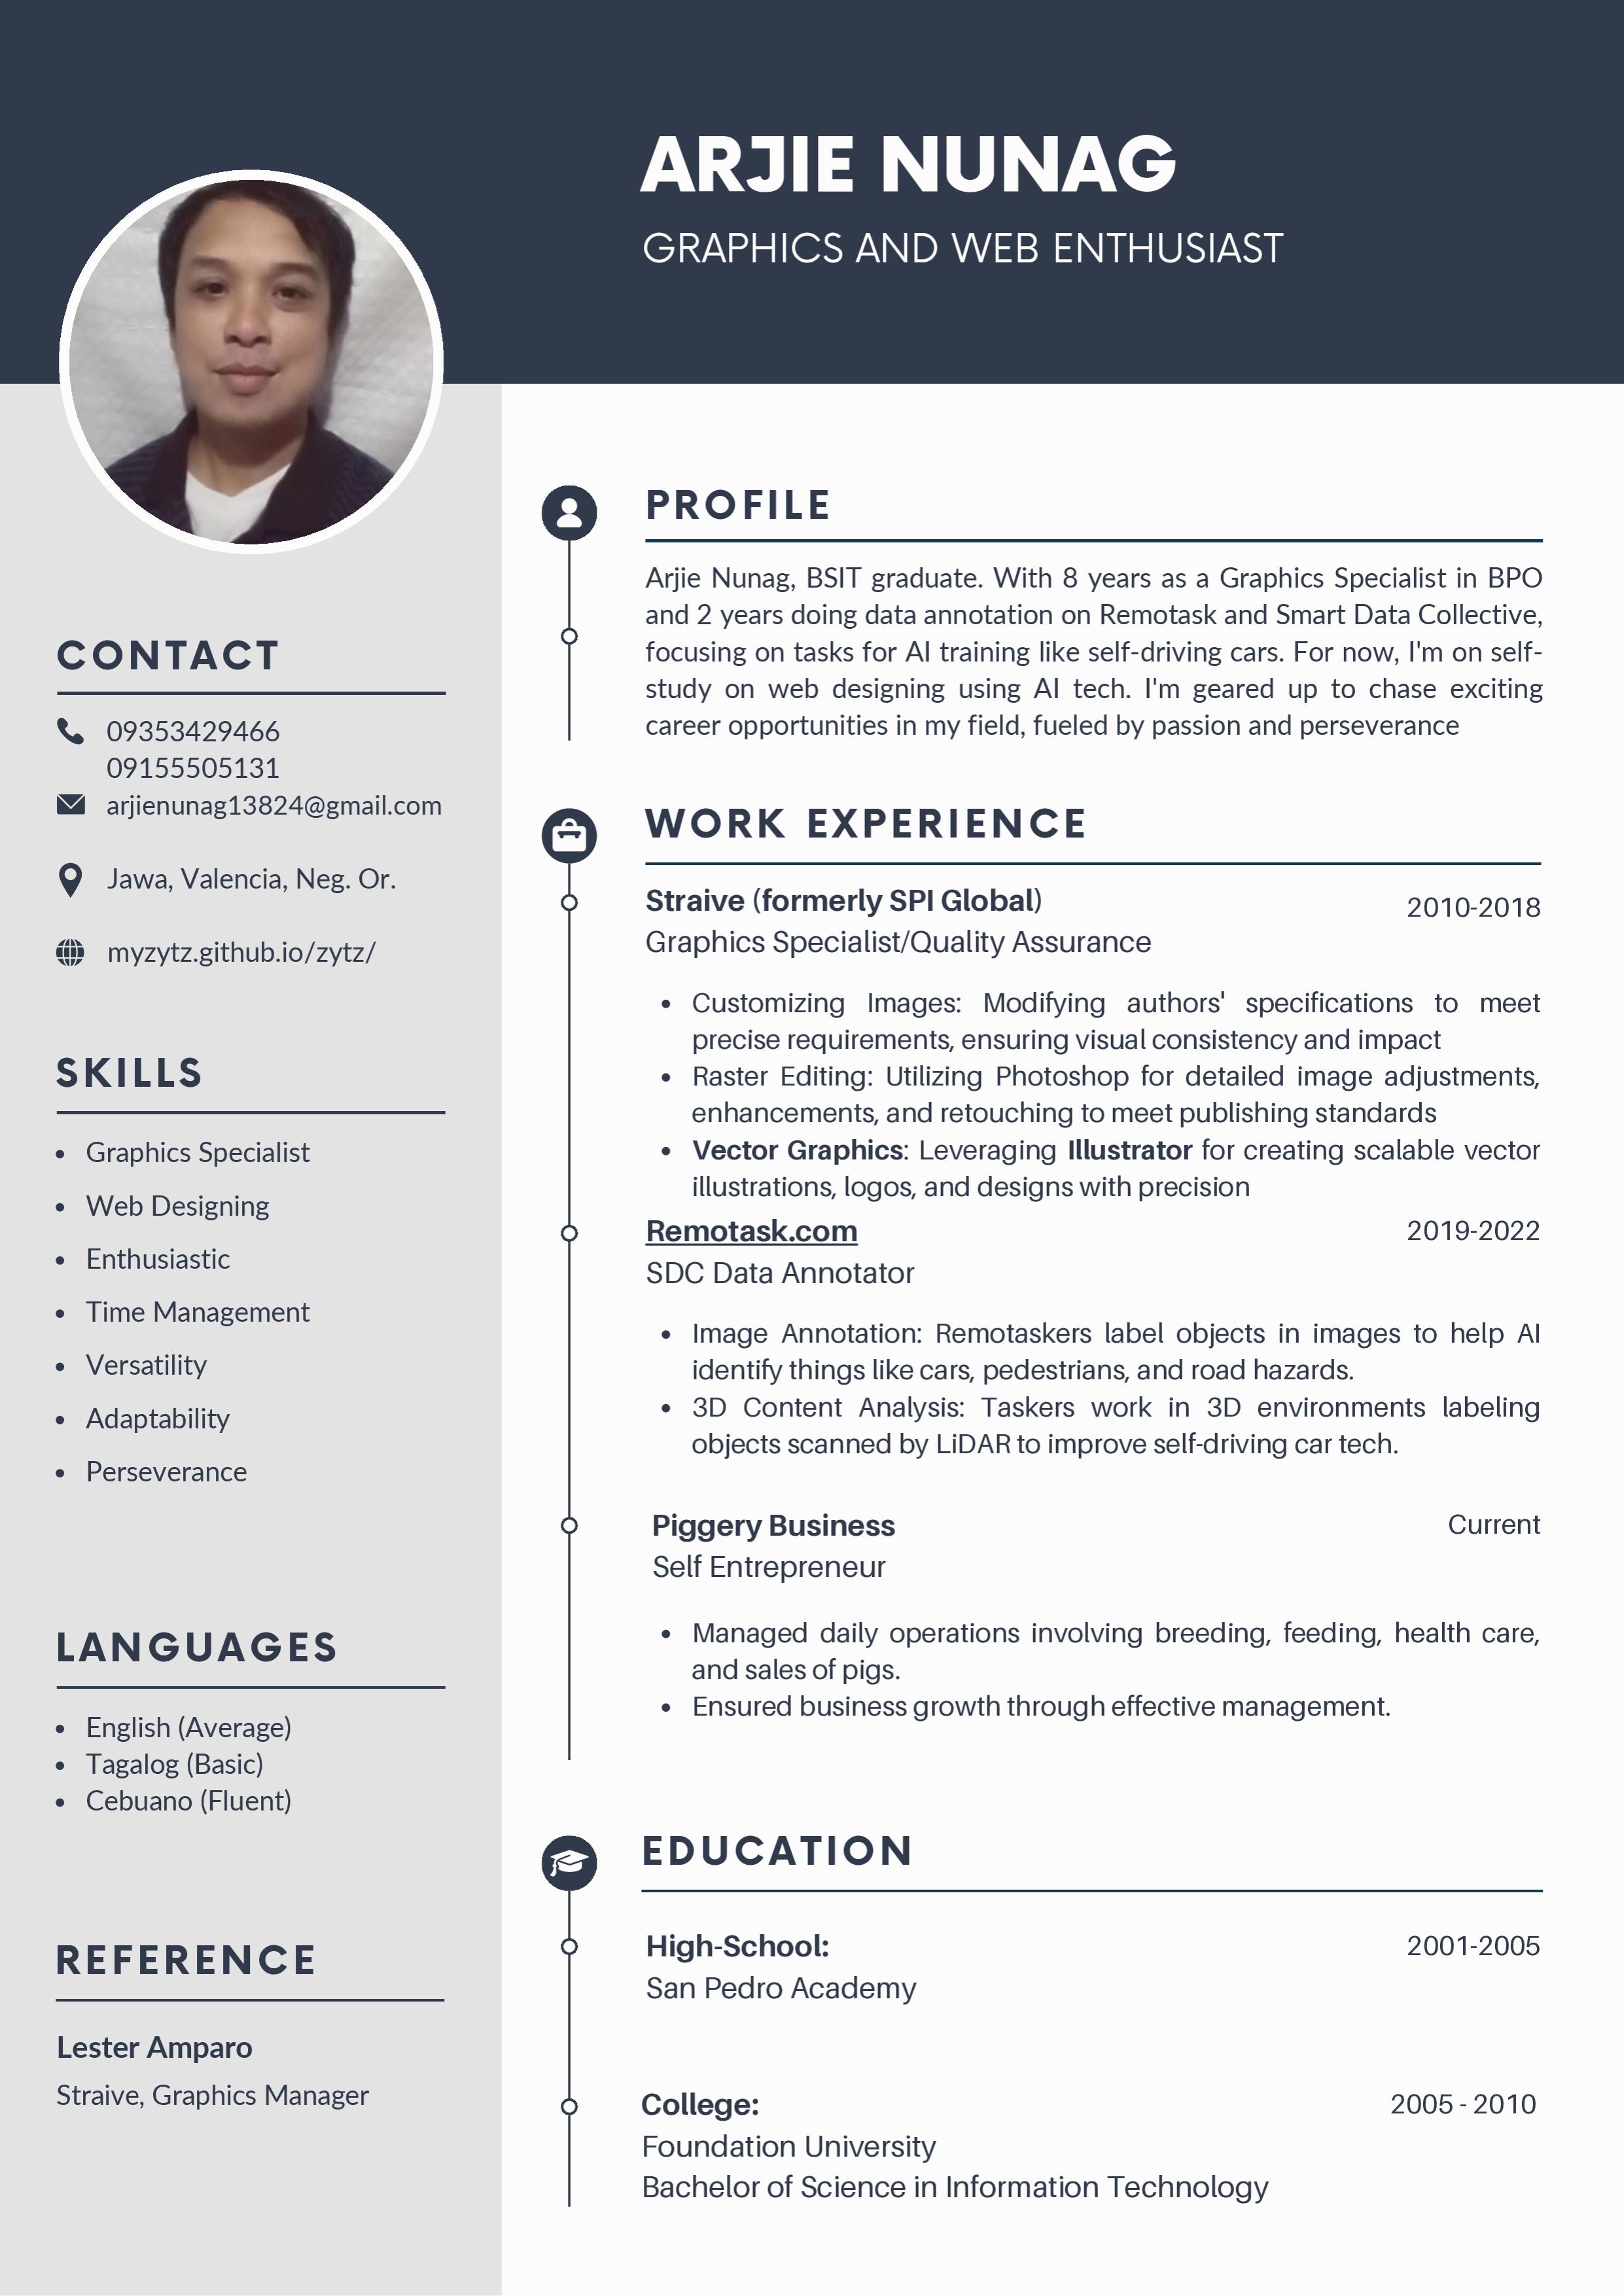 ARJIE NUNAG
GRAPHICS AND WEB ENTHUSIAST
CONTACT
09353429466
09155505131
arjienunag13824@gmail.com
Jawa, Valencia, Neg. Or.
myzytz.github.io/zytz/
SKILLS
• Graphics Specialist
• Web Designing
• Enthusiastic
• Time Management
• Versatility
• Adaptability
• Perseverance
LANGUAGES
• English (Average)
• Tagalog (Basic)
• Cebuano (Fluent)
REFERENCE
Lester Amparo
Straive, Graphics Manager
PROFILE
Arjie Nunag, BSIT graduate. With 8 years as a Graphics Specialist in BPO
and 2 years doing data annotation on Remotask and Smart Data Collective,
focusing on tasks for AI training like self-driving cars. For now, I'm on self-
study on web designing using AI tech. I'm geared up to chase exciting
career opportunities in my field, fueled by passion and perseverance
WORK EXPERIENCE
Straive (formerly SPI Global) 2010-2018
Graphics Specialist/Quality Assurance
• Customizing Images: Modifying authors' specifications to meet
precise requirements, ensuring visual consistency and impact
• Raster Editing: Utilizing Photoshop for detailed image adjustments,
enhancements, and retouching to meet publishing standards
• Vector Graphics: Leveraging Illustrator for creating scalable vector
illustrations, logos, and designs with precision
Remotask.com 2019-2022
SDC Data Annotator
• Image Annotation: Remotaskers label objects in images to help AI
identify things like cars, pedestrians, and road hazards.
• 3D Content Analysis: Taskers work in 3D environments labeling
objects scanned by LiDAR to improve self-driving car tech.
Piggery Business Current
Self Entrepreneur
• Managed daily operations involving breeding, feeding, health care,
and sales of pigs.
• Ensured business growth through effective management.
EDUCATION
High-School: 2001-2005
San Pedro Academy
College: 2005 - 2010
Foundation University
Bachelor of Science in Information Technology